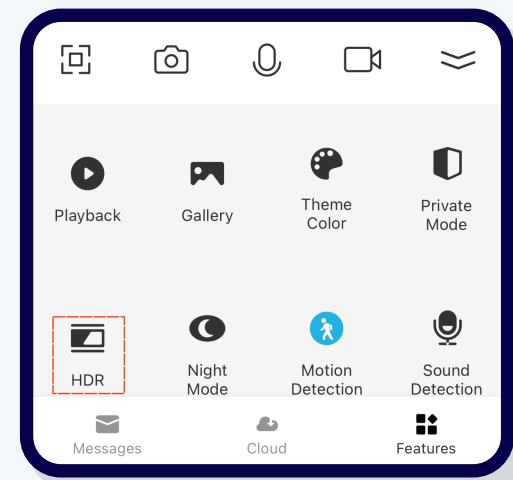 Playback
Gallery
Theme
Color
Private
Mode
HDR
Night
Mode
Motion
Detection
Sound
Detection
Messages
Cloud
Features